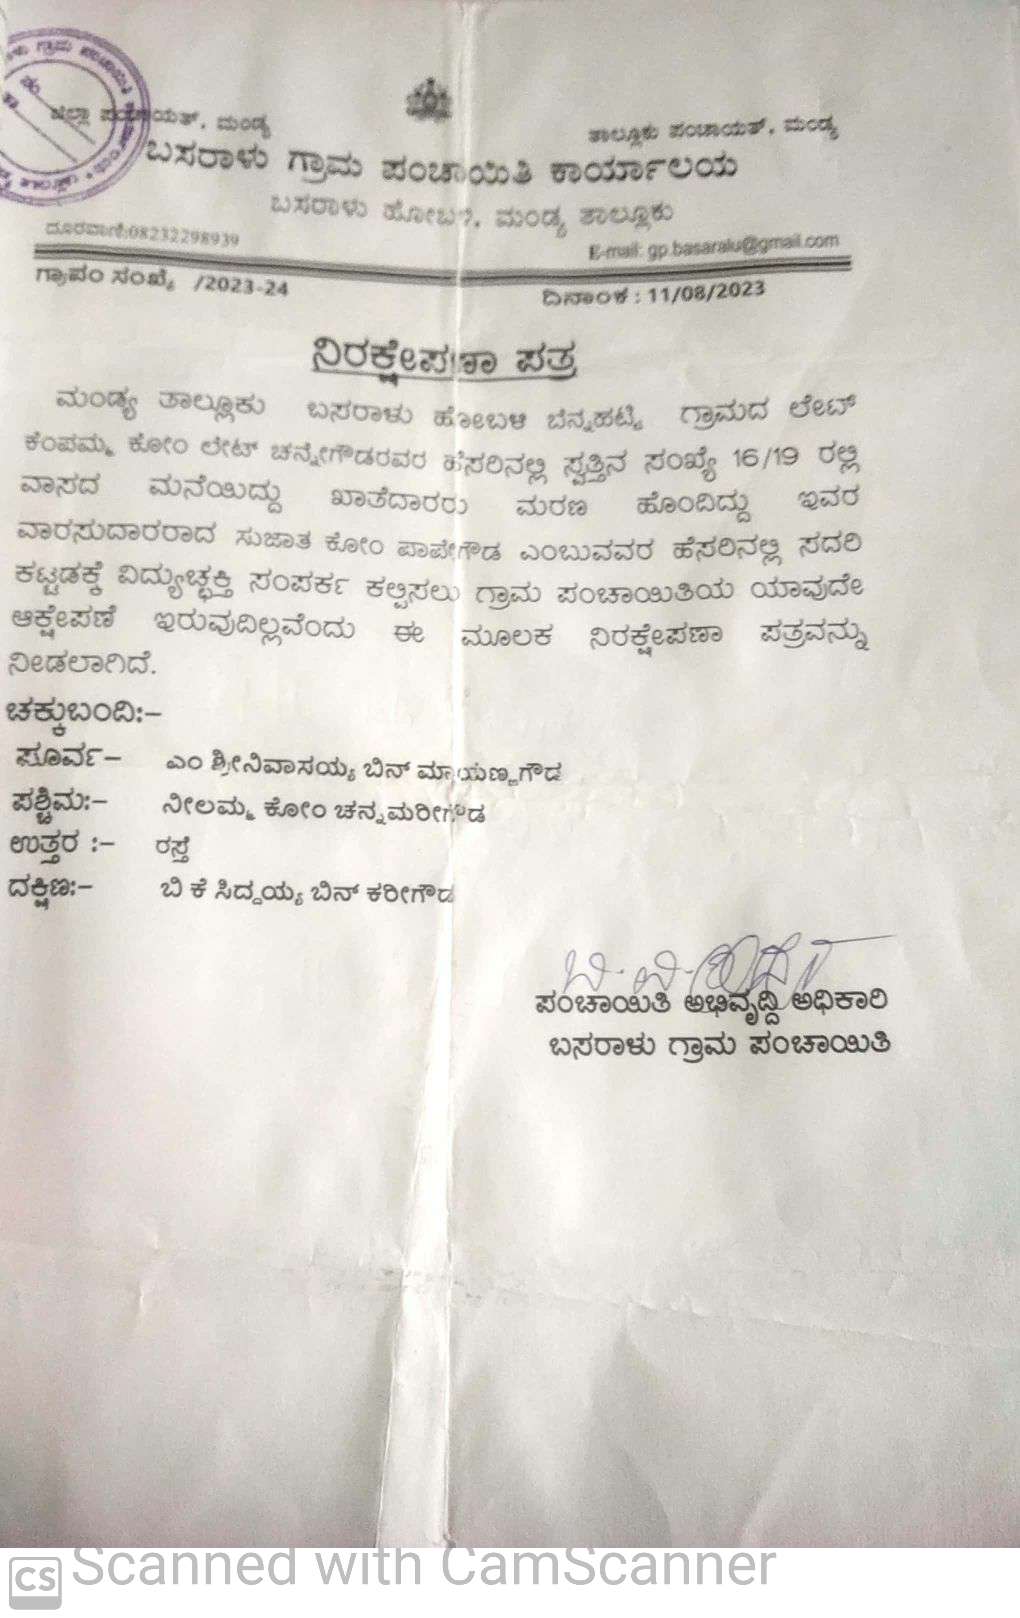 ಜಿಲ್ಲಾ ಪಂಚಾಯತ್, ಮಂಡ್ಯ
ತಾಲ್ಲೂಕು ಪಂಚಾಯತ್, ಮಂಡ್ಯ
ಬಸರಾಳು ಗ್ರಾಮ ಪಂಚಾಯಿತಿ ಕಾರ್ಯಾಲಯ
ಬಸರಾಳು ಹೋಬಳಿ, ಮಂಡ್ಯ ತಾಲ್ಲೂಕು
ದೂರವಾಣಿ:08232298939
E-mail: gp.basaralu@gmail.com
ಗ್ರಾಪಂ ಸಂಖ್ಯೆ /2023-24
ದಿನಾಂಕ : 11/08/2023
ನಿರಕ್ಷೇಪಣಾ ಪತ್ರ
ಮಂಡ್ಯ ತಾಲ್ಲೂಕು ಬಸರಾಳು ಹೋಬಳಿ ಬೆನ್ನಹಟ್ಟಿ ಗ್ರಾಮದ ಲೇಟ್
ಕೆಂಪಮ್ಮ ಕೋಂ ಲೇಟ್ ಚನ್ನೇಗೌಡರವರ ಹೆಸರಿನಲ್ಲಿ ಸ್ವತ್ತಿನ ಸಂಖ್ಯೆ 16/19 ರಲ್ಲಿ
ವಾಸದ ಮನೆಯಿದ್ದು ಖಾತೆದಾರರು ಮರಣ ಹೊಂದಿದ್ದು ಇವರ
ವಾರಸುದಾರರಾದ ಸುಜಾತ ಕೋಂ ಪಾಪೇಗೌಡ ಎಂಬುವವರ ಹೆಸರಿನಲ್ಲಿ ಸದರಿ
ಕಟ್ಟಡಕ್ಕೆ ವಿದ್ಯುಚ್ಛಕ್ತಿ ಸಂಪರ್ಕ ಕಲ್ಪಿಸಲು ಗ್ರಾಮ ಪಂಚಾಯಿತಿಯ ಯಾವುದೇ
ಆಕ್ಷೇಪಣೆ ಇರುವುದಿಲ್ಲವೆಂದು ಈ ಮೂಲಕ ನಿರಕ್ಷೇಪಣಾ ಪತ್ರವನ್ನು
ನೀಡಲಾಗಿದೆ.
ಚಕ್ಕುಬಂದಿ:–
ಪೂರ್ವ– ಎಂ ಶ್ರೀನಿವಾಸಯ್ಯ ಬಿನ್ ಮಾಯಣ್ಣಗೌಡ
ಪಶ್ಚಿಮ:– ನೀಲಮ್ಮ ಕೋಂ ಚನ್ನಮರೀಗೌಡ
ಉತ್ತರ :– ರಸ್ತೆ
ದಕ್ಷಿಣ:– ಬಿ ಕೆ ಸಿದ್ದಯ್ಯ ಬಿನ್ ಕರೀಗೌಡ
ಪಂಚಾಯಿತಿ ಅಭಿವೃದ್ಧಿ ಅಧಿಕಾರಿ
ಬಸರಾಳು ಗ್ರಾಮ ಪಂಚಾಯಿತಿ
CS Scanned with CamScanner